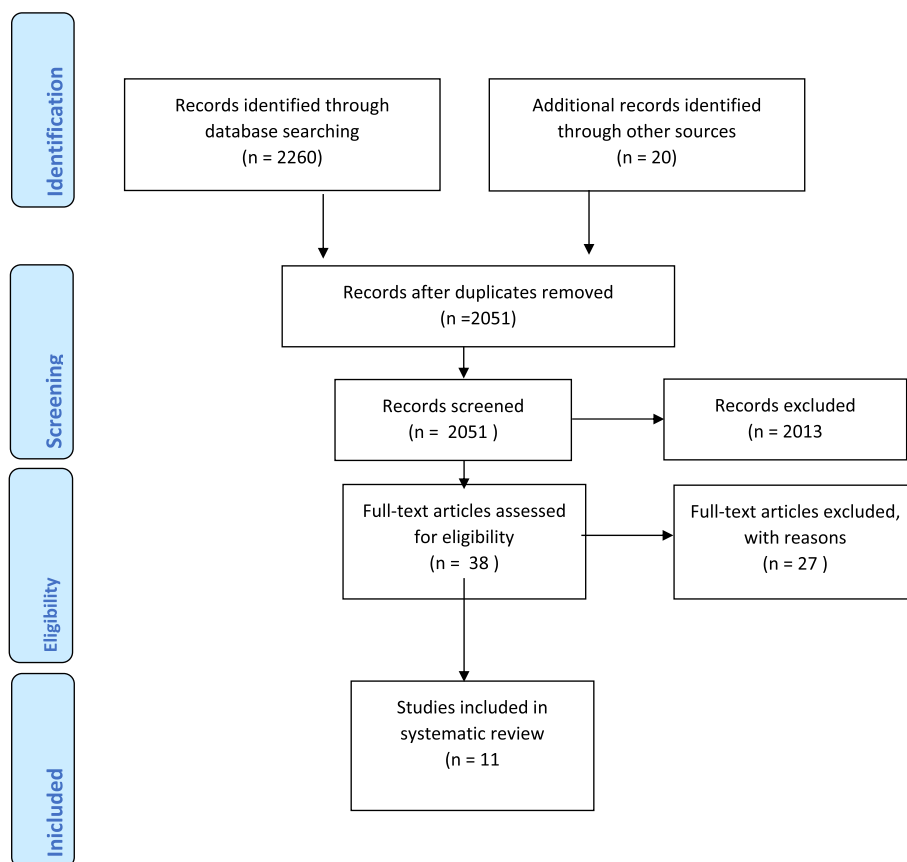 Identification
Records identified through
database searching
(n = 2260)
Additional records identified
through other sources
(n = 20)
Screening
Records after duplicates removed
(n =2051)
Records screened
(n = 2051 )
Records excluded
(n = 2013
Eligibility
Full-text articles assessed
for eligibility
(n = 38 )
Full-text articles excluded,
with reasons
(n = 27 )
Inicluded
Studies included in
systematic review
(n = 11